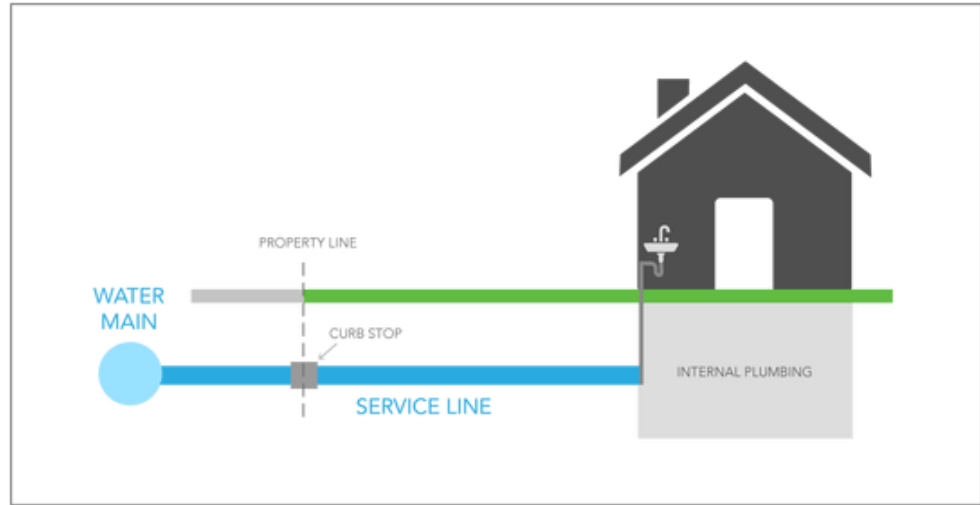 PROPERTY LINE
WATER
MAIN
CURB STOP
INTERNAL PLUMBING
SERVICE LINE